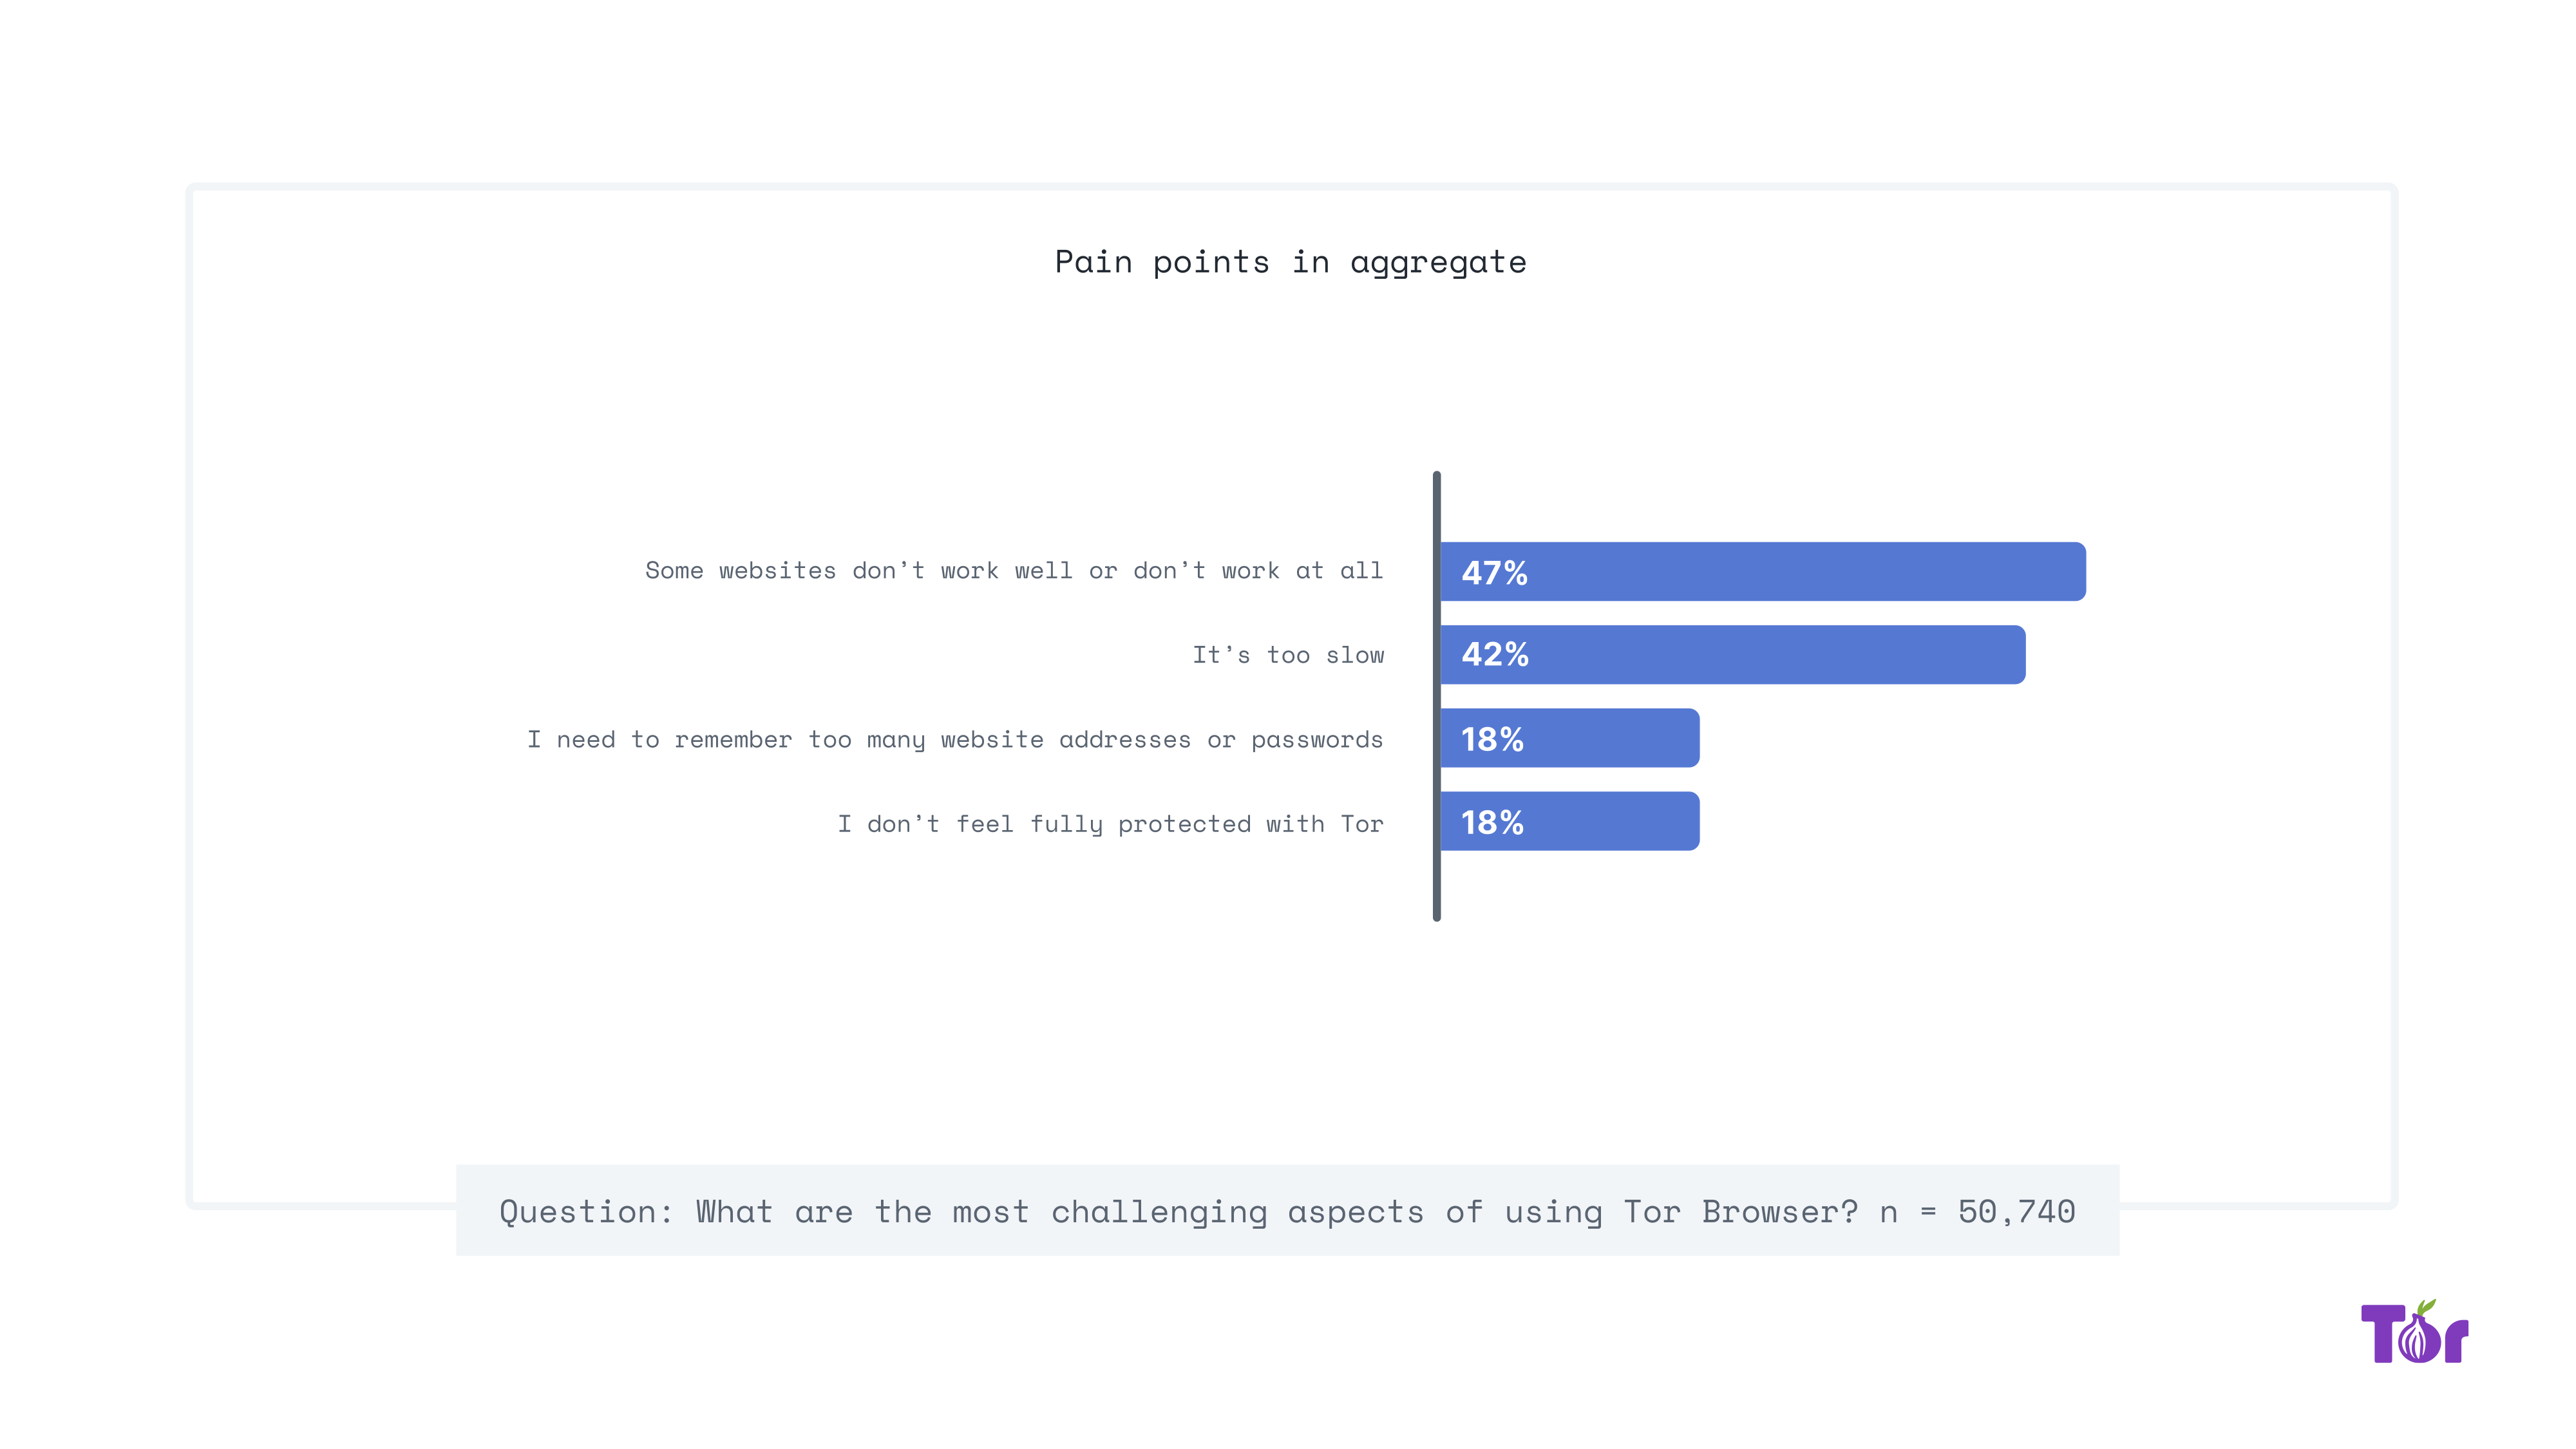 Pain points in aggregate
Some websites don’t work well or don’t work at all
47%
It’s too slow
42%
I need to remember too many website addresses or passwords
18%
I don’t feel fully protected with Tor
18%
Question: What are the most challenging aspects of using Tor Browser? n = 50,740
Tor